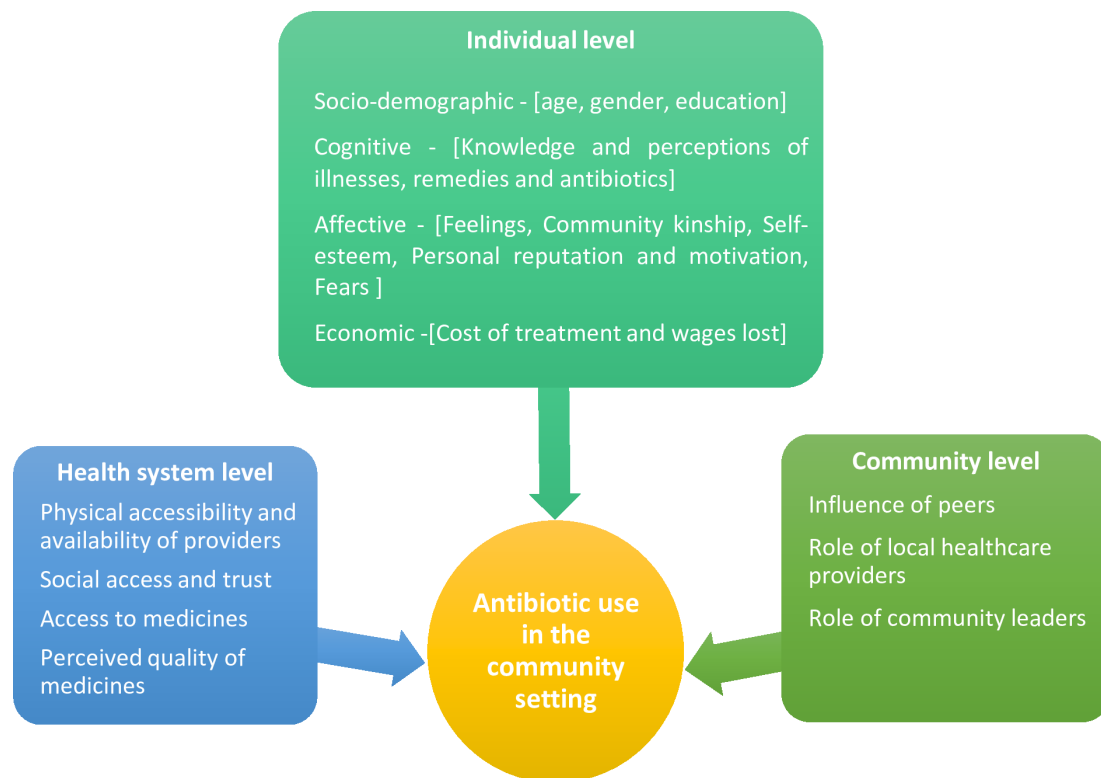 Individual level
Socio-demographic - [age, gender, education]
Cognitive - [Knowledge and perceptions of
illnesses, remedies and antibiotics]
Affective - [Feelings, Community kinship, Self-
esteem, Personal reputation and motivation,
Fears ]
Economic -[Cost of treatment and wages lost]
Health system level
Physical accessibility and
availability of providers
Social access and trust
Access to medicines
Perceived quality of
medicines
Antibiotic use
in the
community
setting
Community level
Influence of peers
Role of local healthcare
providers
Role of community leaders